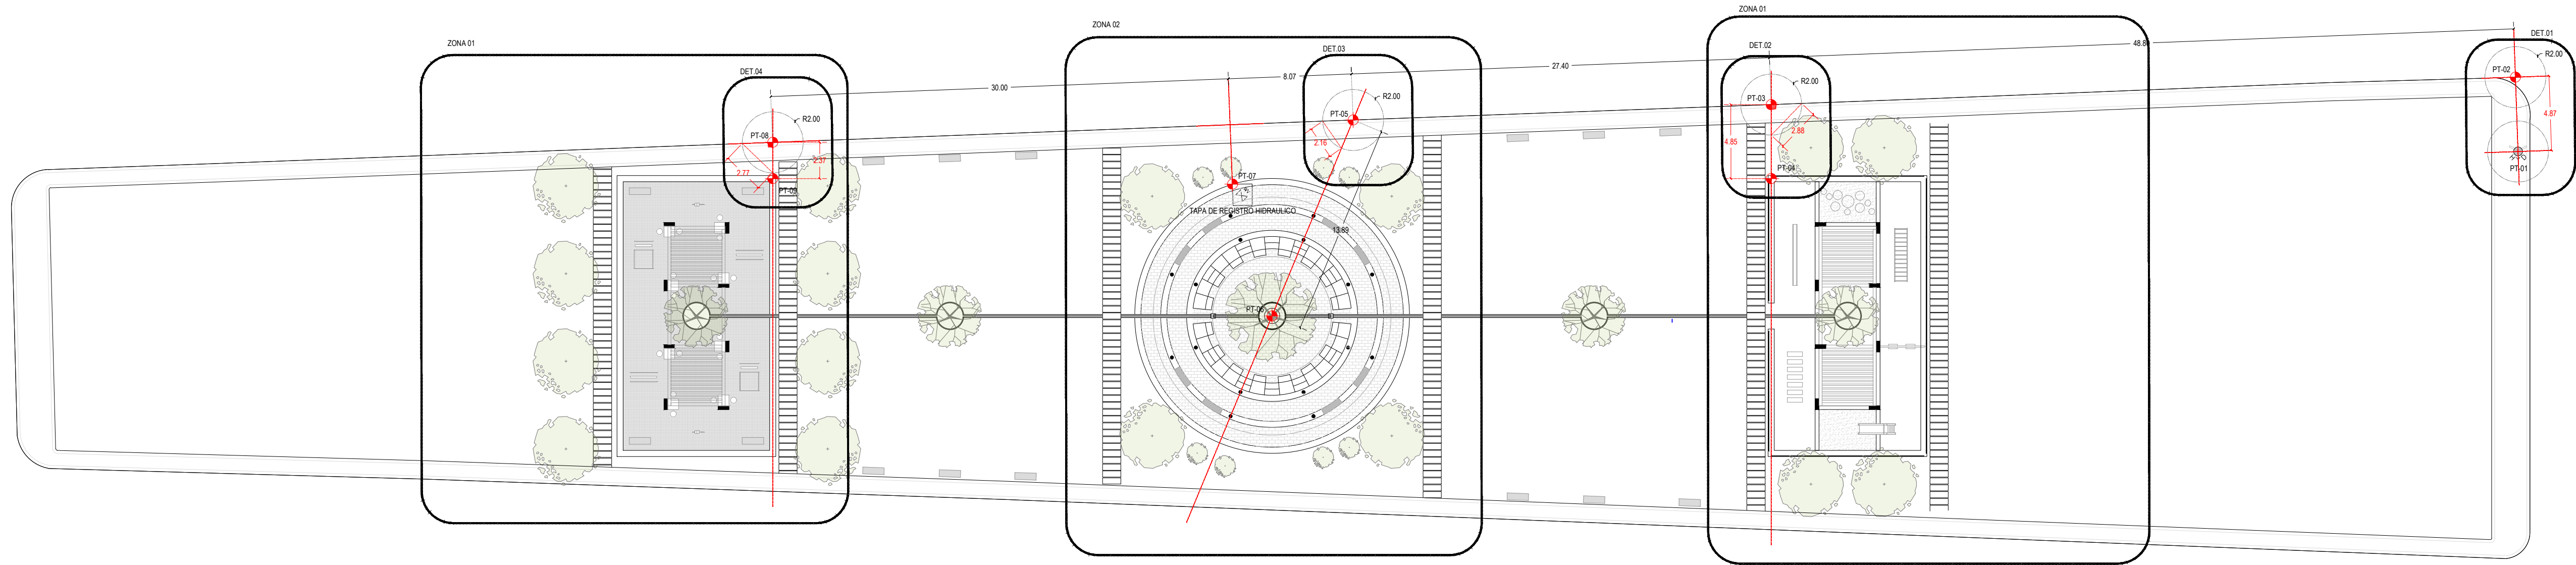 ZONA 01
DET.04
R2.00
PT-08
2.37
2.77
PT-09
30.00
ZONA 02
8.07
DET.03
R2.00
PT-05
2.16
PT-07
TAPA DE REGISTRO HIDRAULICO
13.89
PT-06
27.40
ZONA 01
DET.02
R2.00
PT-03
2.88
4.85
PT-04
DET.01
R2.00
PT-02
4.87
PT-01